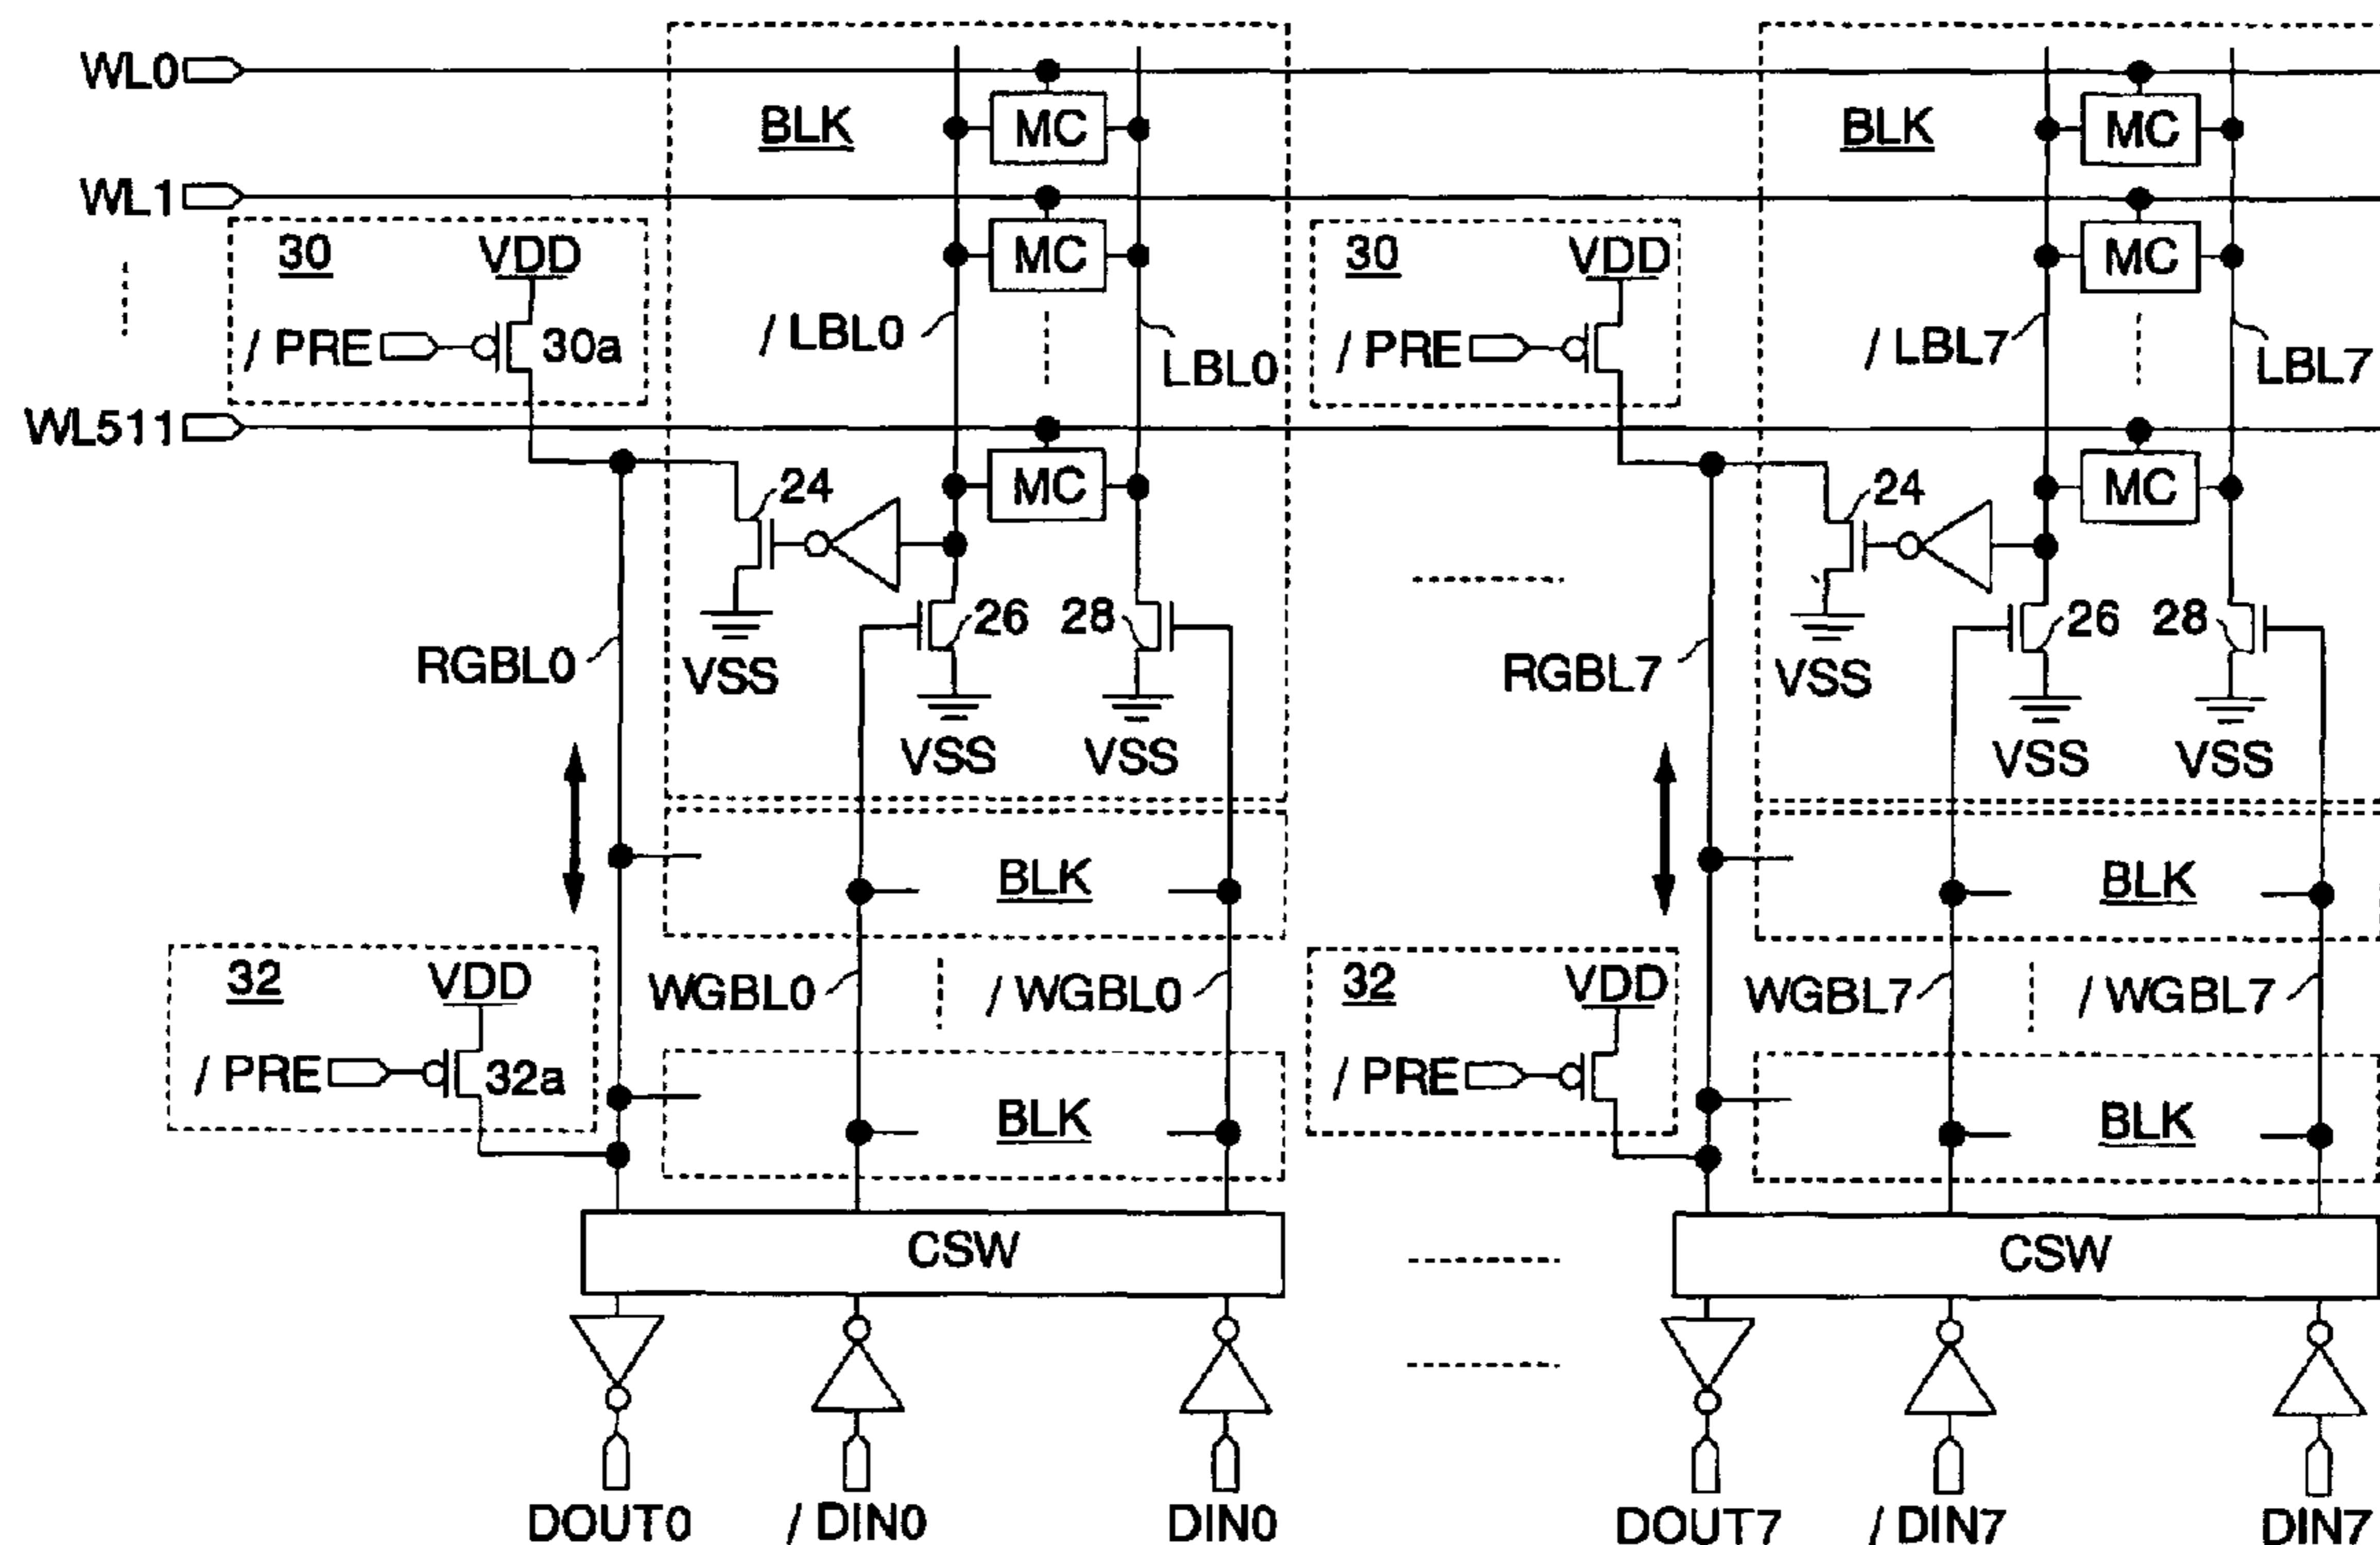 WL0
BLK
MC
BLK
MC
WL1
30
VDD
MC
30
VDD
MC
/ PRE
30a
/ LBL0
LBL0
/ PRE
/ LBL7
LBL7
WL511
24
MC
24
MC
26
28
26
28
RGBL0
VSS
RGBL7
VSS
VSS
VSS
VSS
VSS
BLK
BLK
32
VDD
WGBL0
/ WGBL0
32
VDD
WGBL7
/ WGBL7
/ PRE
32a
/ PRE
BLK
BLK
CSW
CSW
DOUT0
/ DIN0
DIN0
DOUT7
/ DIN7
DIN7